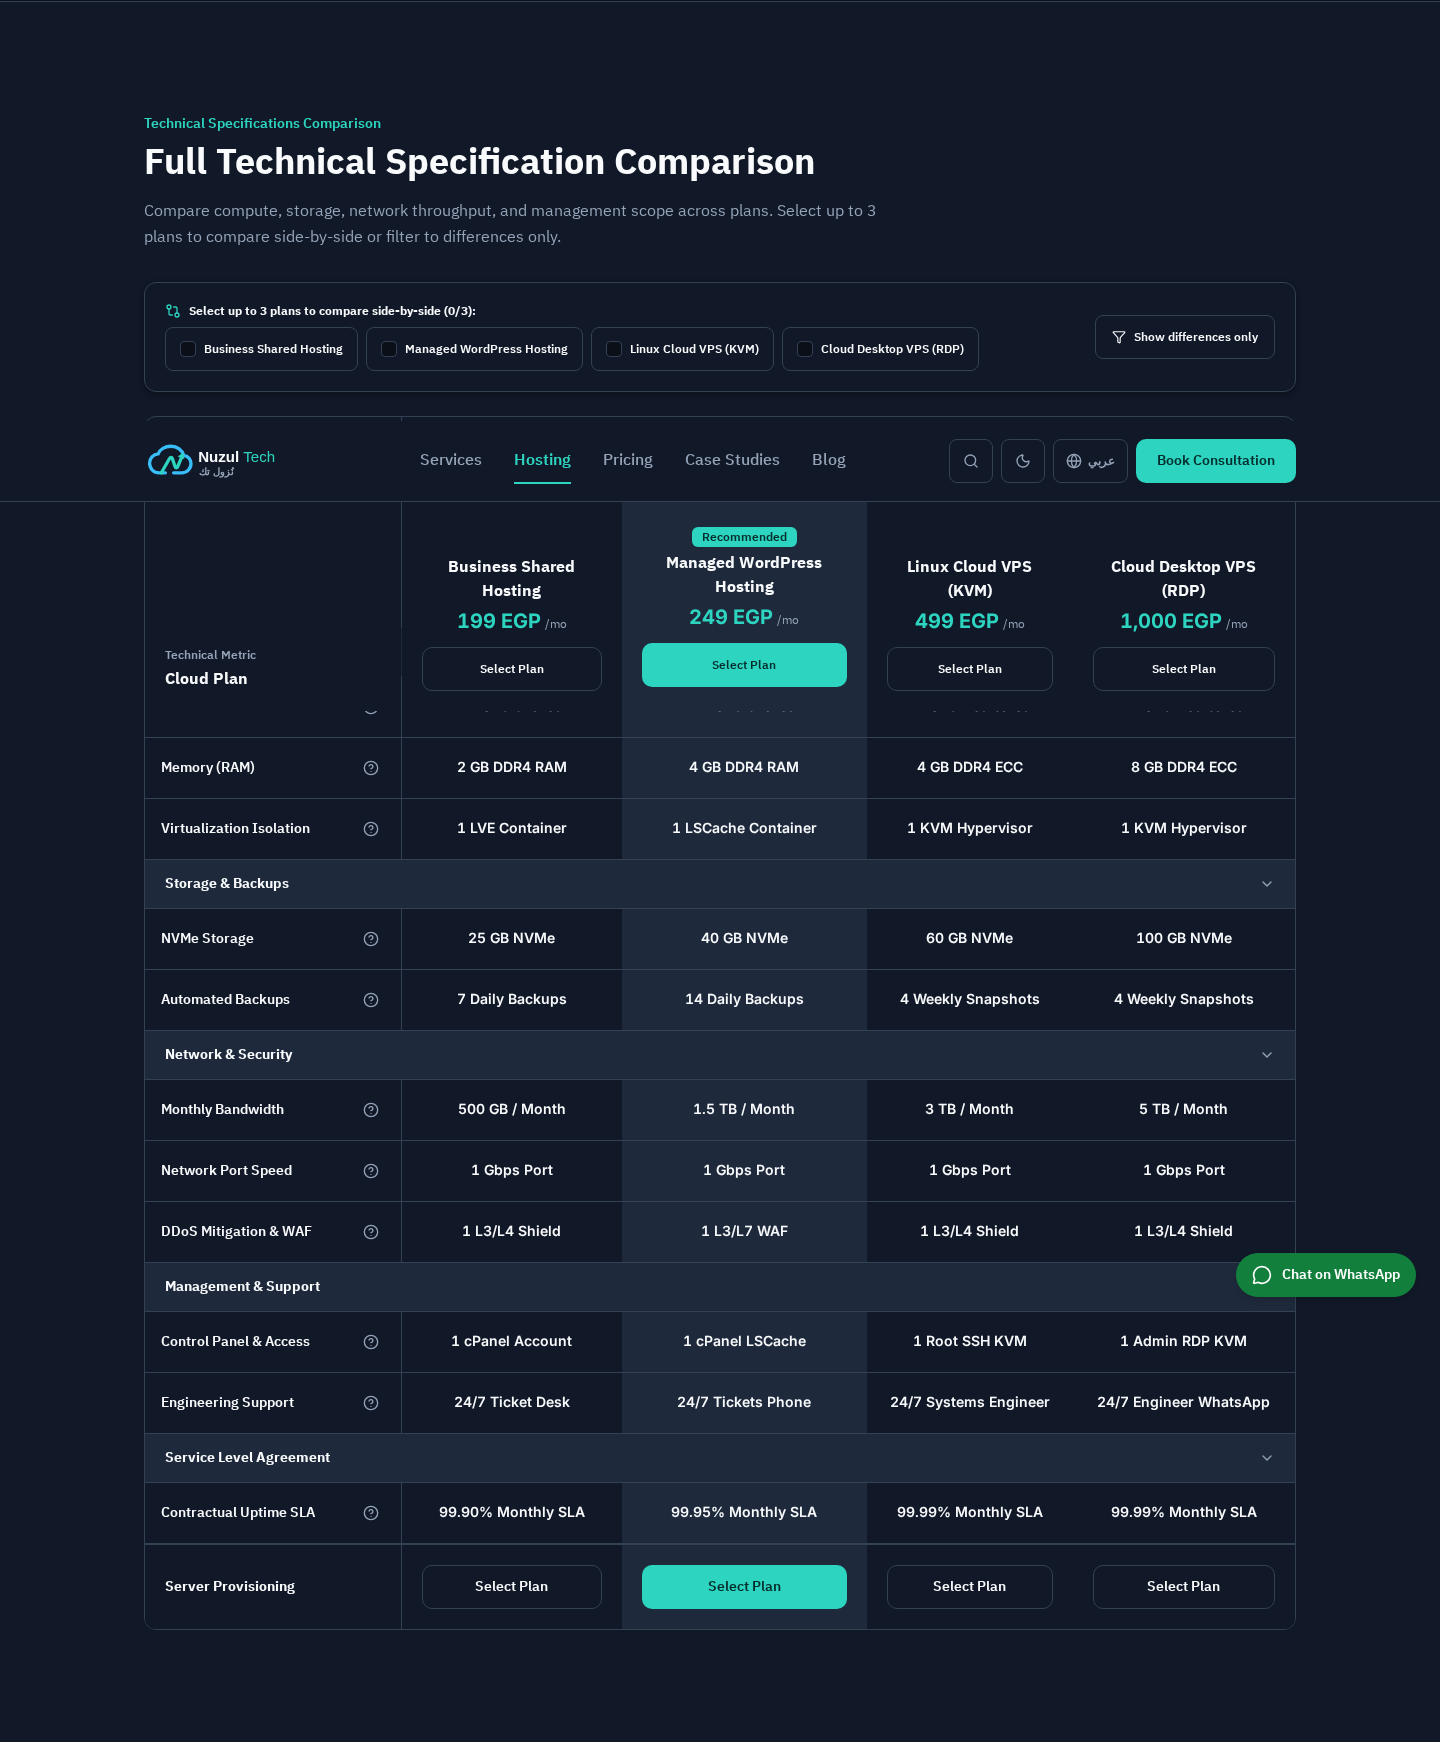 Technical Specifications Comparison
Full Technical Specification Comparison
Compare compute, storage, network throughput, and management scope across plans. Select up to 3
plans to compare side-by-side or filter to differences only.
Select up to 3 plans to compare side-by-side (0/3):
Business Shared Hosting
Managed WordPress Hosting
Linux Cloud VPS (KVM)
Cloud Desktop VPS (RDP)
Show differences only
Nuzul Tech
نُزول تك
Services
Hosting
Pricing
Case Studies
Blog
عربي
Book Consultation
Technical Metric
Cloud Plan
Business Shared
Hosting
199 EGP /mo
Select Plan
Recommended
Managed WordPress
Hosting
249 EGP /mo
Select Plan
Linux Cloud VPS
(KVM)
499 EGP /mo
Select Plan
Cloud Desktop VPS
(RDP)
1,000 EGP /mo
Select Plan
Memory (RAM) 2 GB DDR4 RAM 4 GB DDR4 RAM 4 GB DDR4 ECC 8 GB DDR4 ECC
Virtualization Isolation 1 LVE Container 1 LSCache Container 1 KVM Hypervisor 1 KVM Hypervisor
Storage & Backups
NVMe Storage 25 GB NVMe 40 GB NVMe 60 GB NVMe 100 GB NVMe
Automated Backups 7 Daily Backups 14 Daily Backups 4 Weekly Snapshots 4 Weekly Snapshots
Network & Security
Monthly Bandwidth 500 GB / Month 1.5 TB / Month 3 TB / Month 5 TB / Month
Network Port Speed 1 Gbps Port 1 Gbps Port 1 Gbps Port 1 Gbps Port
DDoS Mitigation & WAF 1 L3/L4 Shield 1 L3/L7 WAF 1 L3/L4 Shield 1 L3/L4 Shield
Management & Support
Chat on WhatsApp
Control Panel & Access 1 cPanel Account 1 cPanel LSCache 1 Root SSH KVM 1 Admin RDP KVM
Engineering Support 24/7 Ticket Desk 24/7 Tickets Phone 24/7 Systems Engineer 24/7 Engineer WhatsApp
Service Level Agreement
Contractual Uptime SLA 99.90% Monthly SLA 99.95% Monthly SLA 99.99% Monthly SLA 99.99% Monthly SLA
Server Provisioning Select Plan Select Plan Select Plan Select Plan